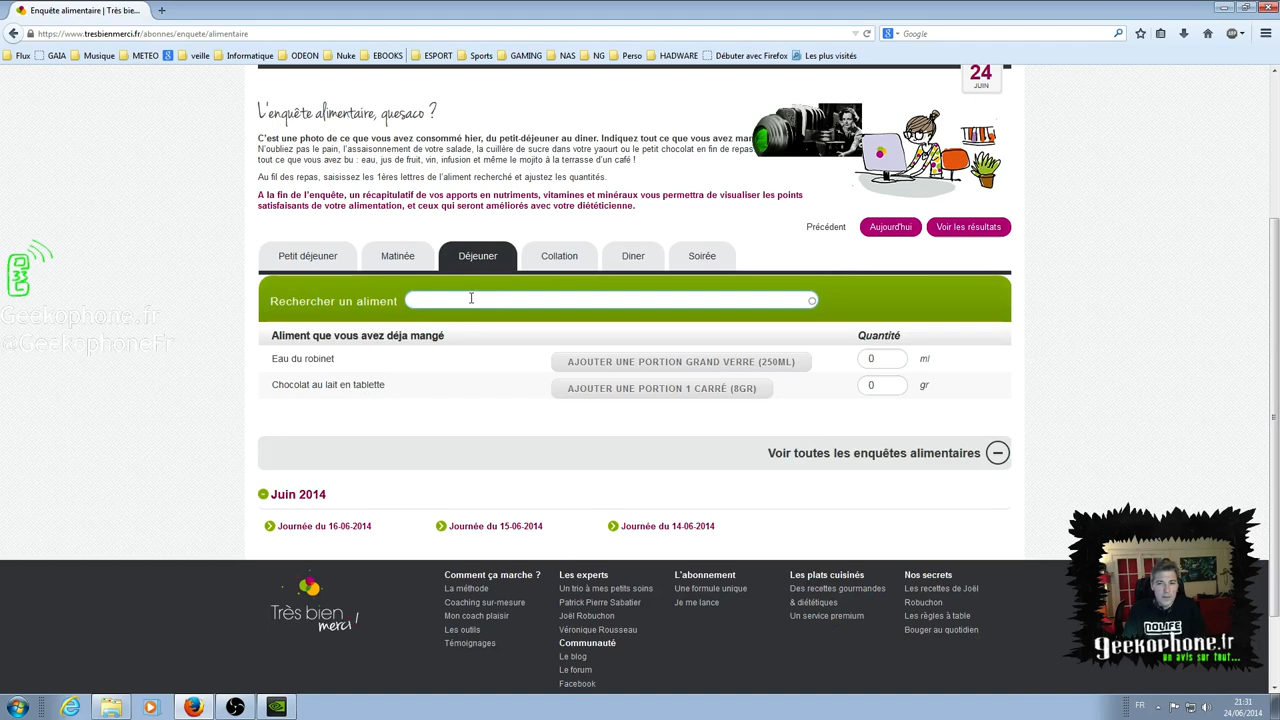 Enquête alimentaire | Très bie...
https://www.tresbienmerci.fr/abonnes/enquete/alimentaire
Google
Flux
GAIA
Musique
METEO
veille
Informatique
ODEON
Nuke
EBOOKS
ESPORT
Sports
GAMING
NAS
NG
Perso
HADWARE
Débuter avec Firefox
Les plus visités
24
JUIN
L'enquête alimentaire, quesaco ?
C'est une photo de ce que vous avez consommé hier, du petit-déjeuner au diner. Indiquez tout ce que vous avez man
N'oubliez pas le pain, l'assaisonnement de votre salade, la cuillère de sucre dans votre yaourt ou le petit chocolat en fin de repas
tout ce que vous avez bu : eau, jus de fruit, vin, infusion et même le mojito à la terrasse d'un café !
Au fil des repas, saisissez les 1ères lettres de l'aliment recherché et ajustez les quantités.
A la fin de l'enquête, un récapitulatif de vos apports en nutriments, vitamines et minéraux vous permettra de visualiser les points
satisfaisants de votre alimentation, et ceux qui seront améliorés avec votre diététicienne.
Précédent
Aujourd'hui
Voir les résultats
Petit déjeuner
Matinée
Déjeuner
Collation
Diner
Soirée
Rechercher un aliment
Aliment que vous avez déja mangé
Quantité
Eau du robinet
AJOUTER UNE PORTION GRAND VERRE (250ML)
0
ml
Chocolat au lait en tablette
AJOUTER UNE PORTION 1 CARRÉ (8GR)
0
gr
Geekophone.fr
@GeekophoneFr
Voir toutes les enquêtes alimentaires
Juin 2014
Journée du 16-06-2014
Journée du 15-06-2014
Journée du 14-06-2014
Très bien
merci !
Comment ça marche ?
La méthode
Coaching sur-mesure
Mon coach plaisir
Les outils
Témoignages
Les experts
Un trio à mes petits soins
Patrick Pierre Sabatier
Joël Robuchon
Véronique Rousseau
Communauté
Le blog
Le forum
Facebook
L'abonnement
Une formule unique
Je me lance
Les plats cuisinés
Des recettes gourmandes
& diététiques
Un service premium
Nos secrets
Les recettes de Joël
Robuchon
Les règles à table
Bouger au quotidien
NOLIFE
geekophone.fr
un avis sur tout...
FR
21:31
24/06/2014